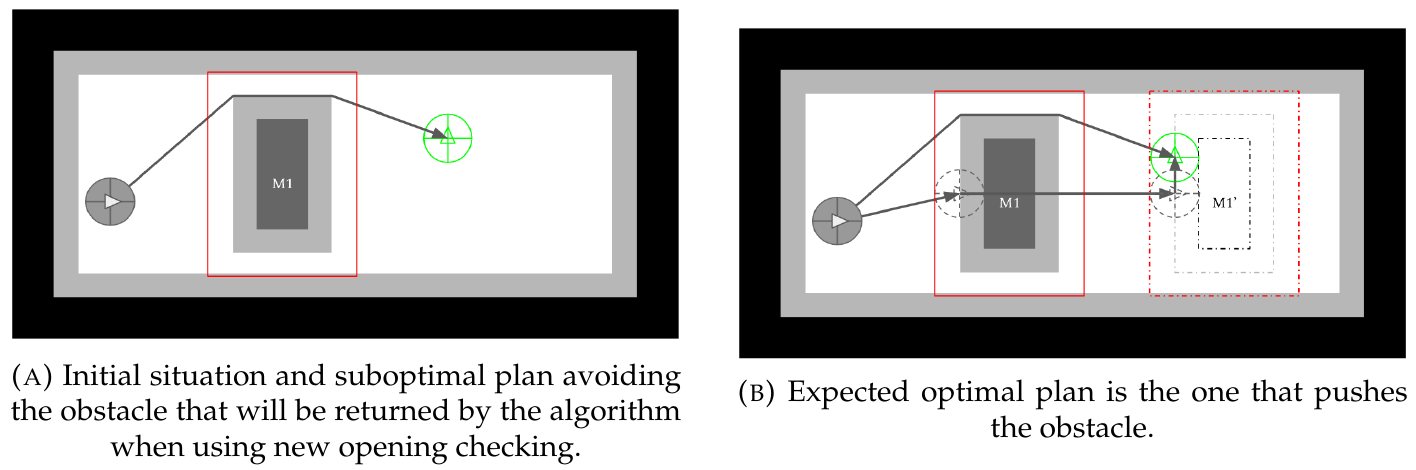 M1
(A) Initial situation and suboptimal plan avoiding
the obstacle that will be returned by the algorithm
when using new opening checking.
M1
M1'
(B) Expected optimal plan is the one that pushes
the obstacle.